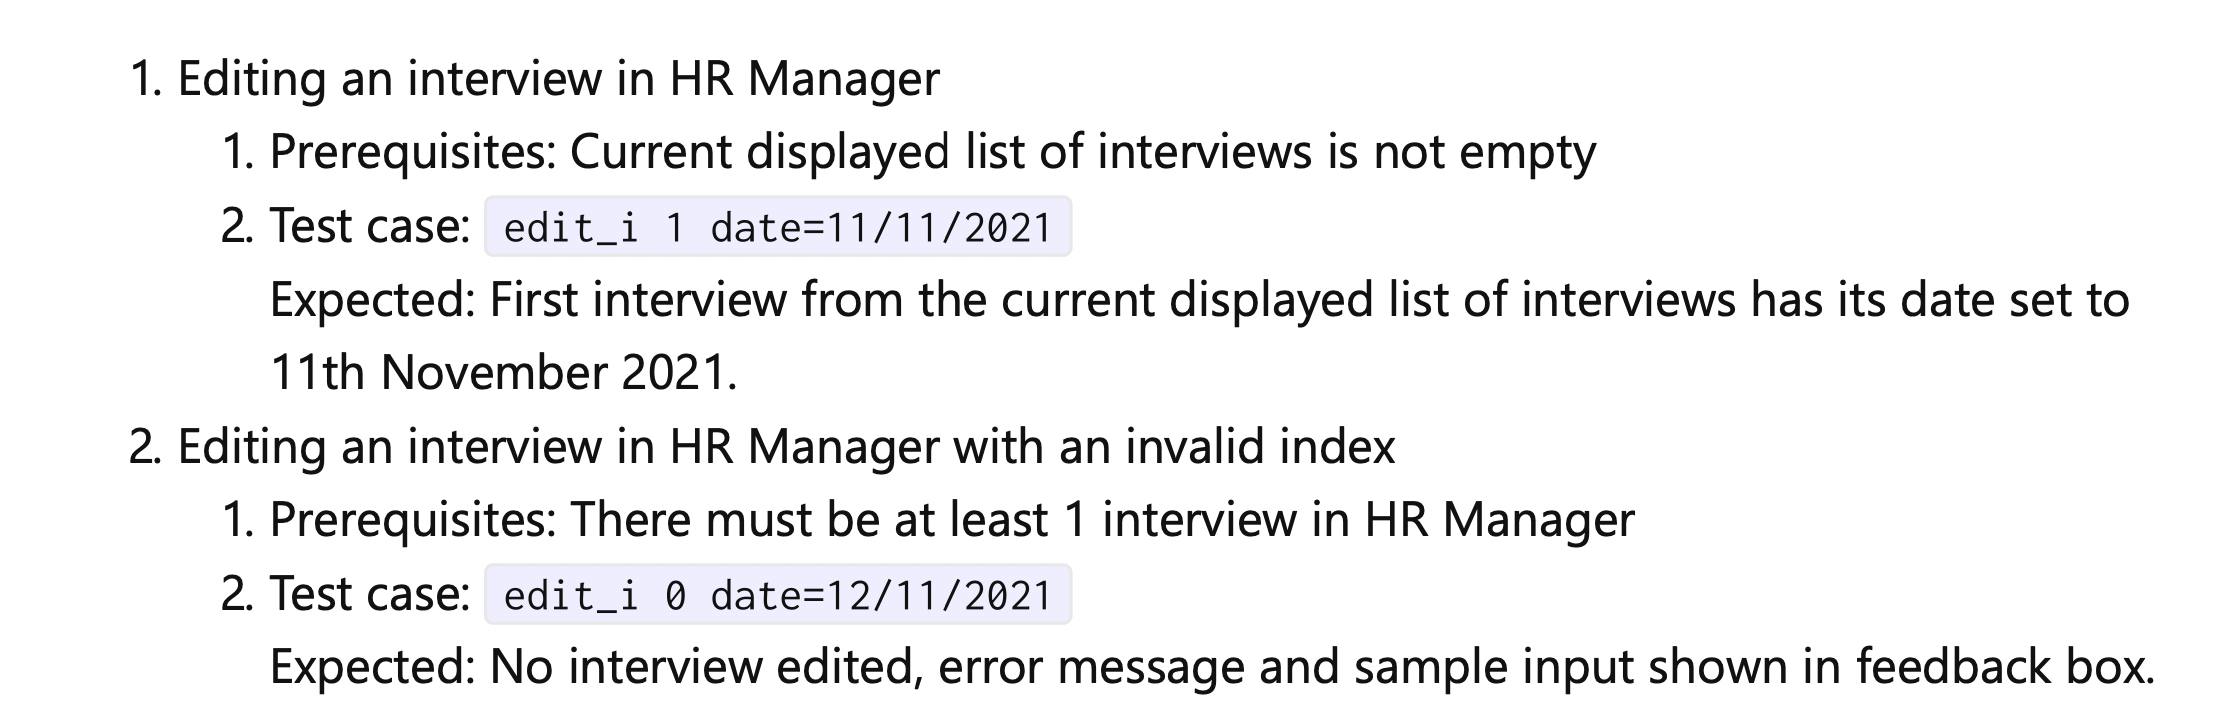 1. Editing an interview in HR Manager
1. Prerequisites: Current displayed list of interviews is not empty
2. Test case: edit_i 1 date=11/11/2021
Expected: First interview from the current displayed list of interviews has its date set to
11th November 2021.
2. Editing an interview in HR Manager with an invalid index
1. Prerequisites: There must be at least 1 interview in HR Manager
2. Test case: edit_i 0 date=12/11/2021
Expected: No interview edited, error message and sample input shown in feedback box.